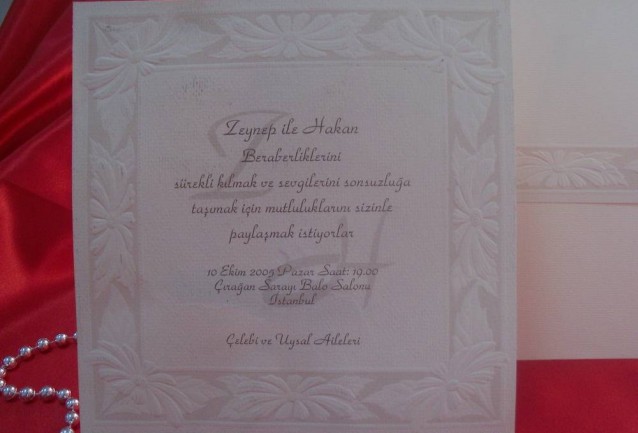 Zeynep ile Hakan
Beraberliklerini
sürekli kılmak ve sevgilerini sonsuzluğa
taşımak için mutluluklarını sizinle
paylaşmak istiyorlar
10 Ekim 2005 Pazar Saat: 19.00
Çırağan Sarayı Balo Salonu
İstanbul
Çelebi ve Uysal Aileleri
Z
H